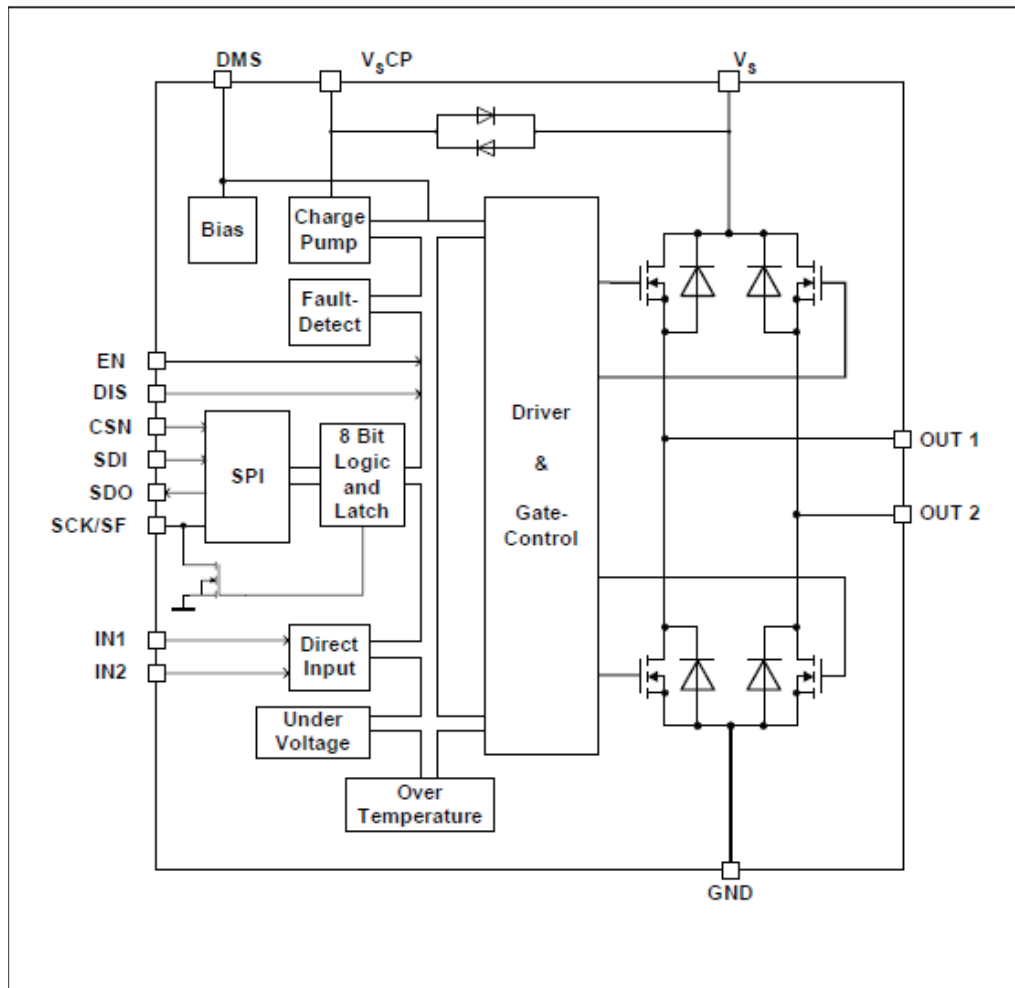 DMS
VSCP
VS
Bias
Charge
Pump
Fault-
Detect
EN
DIS
CSN
SDI
SDO
SCK/SF
SPI
8 Bit
Logic
and
Latch
Driver
&
Gate-
Control
OUT 1
OUT 2
IN1
IN2
Direct
Input
Under
Voltage
Over
Temperature
GND